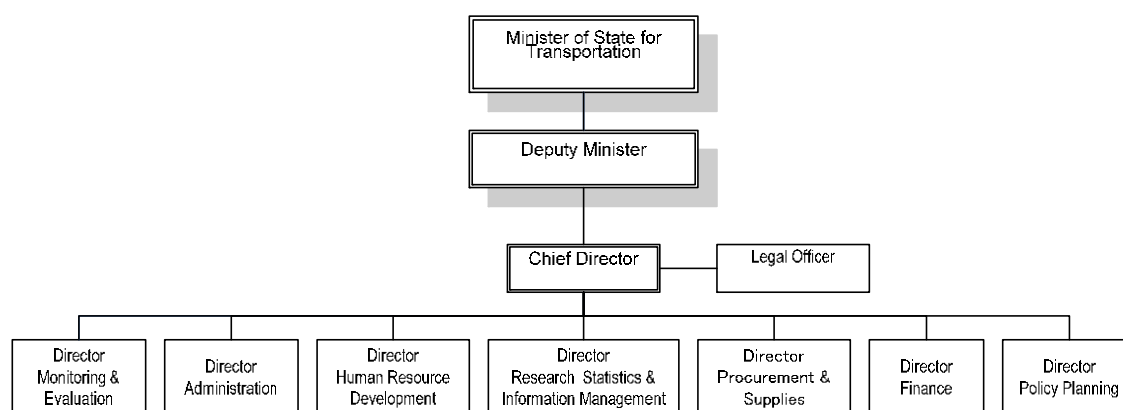 Minister of State for
Transportation
Deputy Minister
Chief Director
Legal Officer
Director
Monitoring &
Evaluation
Director
Administration
Director
Human Resource
Development
Director
Research Statistics &
Information Management
Director
Procurement &
Supplies
Director
Finance
Director
Policy Planning